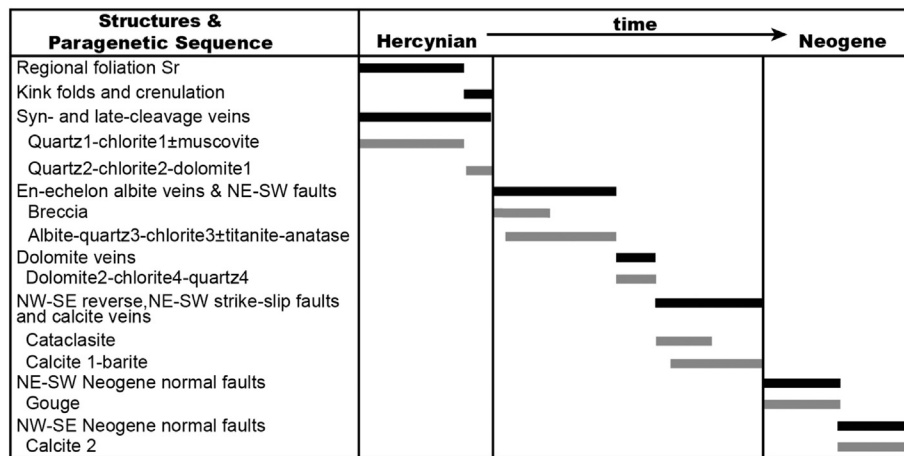 Structures &
Paragenetic Sequence
Hercynian
time
Neogene
Regional foliation Sr
Kink folds and crenulation
Syn- and late-cleavage veins
Quartz1-chlorite1±muscovite
Quartz2-chlorite2-dolomite1
En-echelon albite veins & NE-SW faults
Breccia
Albite-quartz3-chlorite3±titanite-anatase
Dolomite veins
Dolomite2-chlorite4-quartz4
NW-SE reverse,NE-SW strike-slip faults
and calcite veins
Cataclasite
Calcite 1-barite
NE-SW Neogene normal faults
Gouge
NW-SE Neogene normal faults
Calcite 2